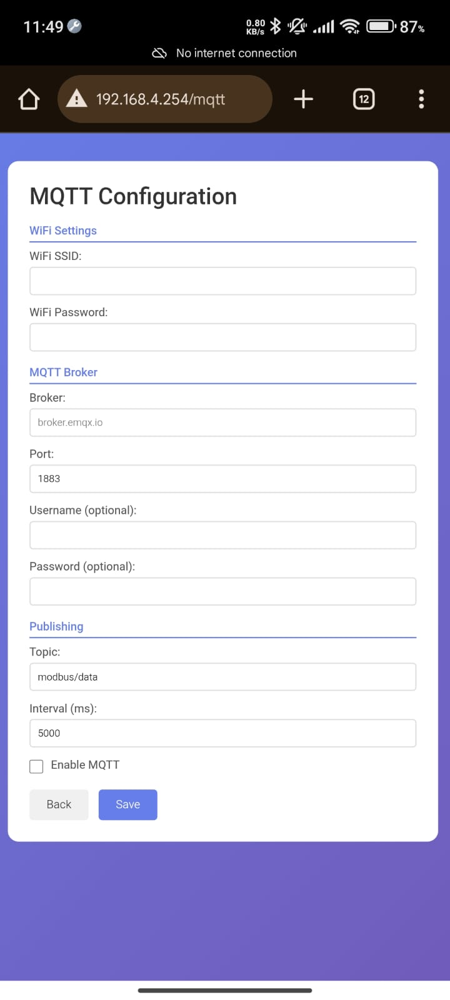 11:49
0.80 KB/s
87%
No internet connection
192.168.4.254/mqtt
12
MQTT Configuration
WiFi Settings
WiFi SSID:
WiFi Password:
MQTT Broker
Broker:
broker.emqx.io
Port:
1883
Username (optional):
Password (optional):
Publishing
Topic:
modbus/data
Interval (ms):
5000
Enable MQTT
Back
Save